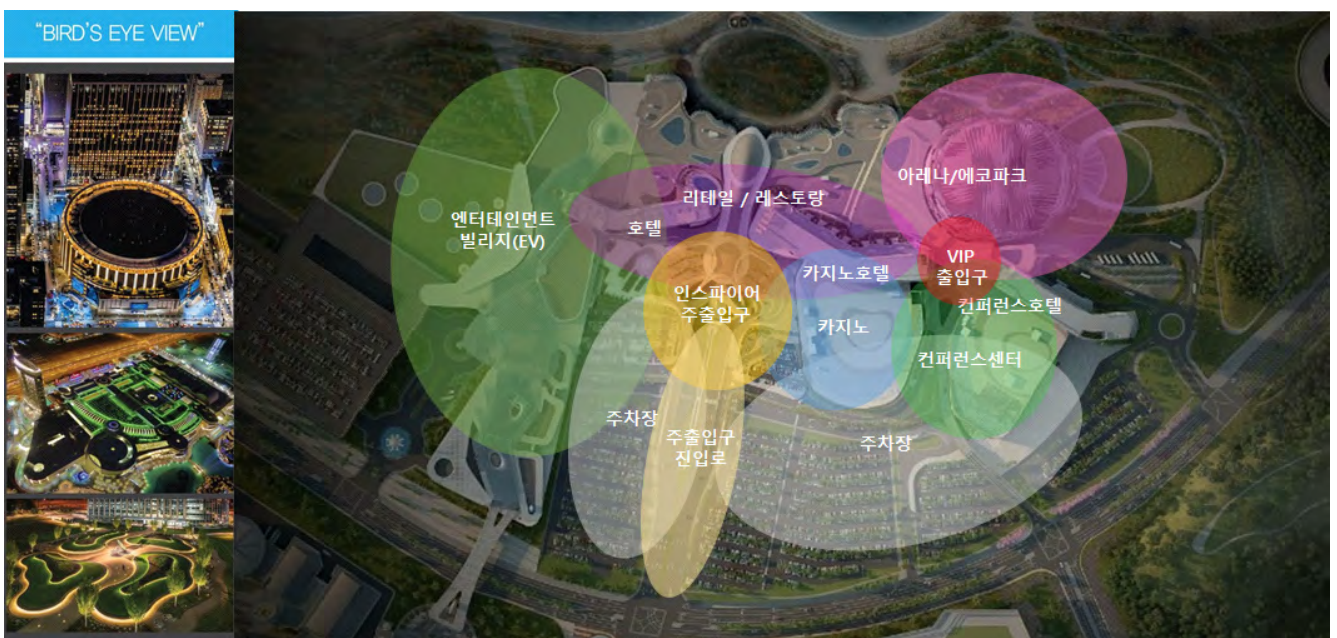 “BIRD’S EYE VIEW”
아레나/에코파크
리테일 / 레스토랑
엔터테인먼트
빌리지(EV)
호텔
VIP
출입구
카지노호텔
인스파이어
주출입구
컨퍼런스호텔
카지노
컨퍼런스센터
주차장
주출입구
진입로
주차장